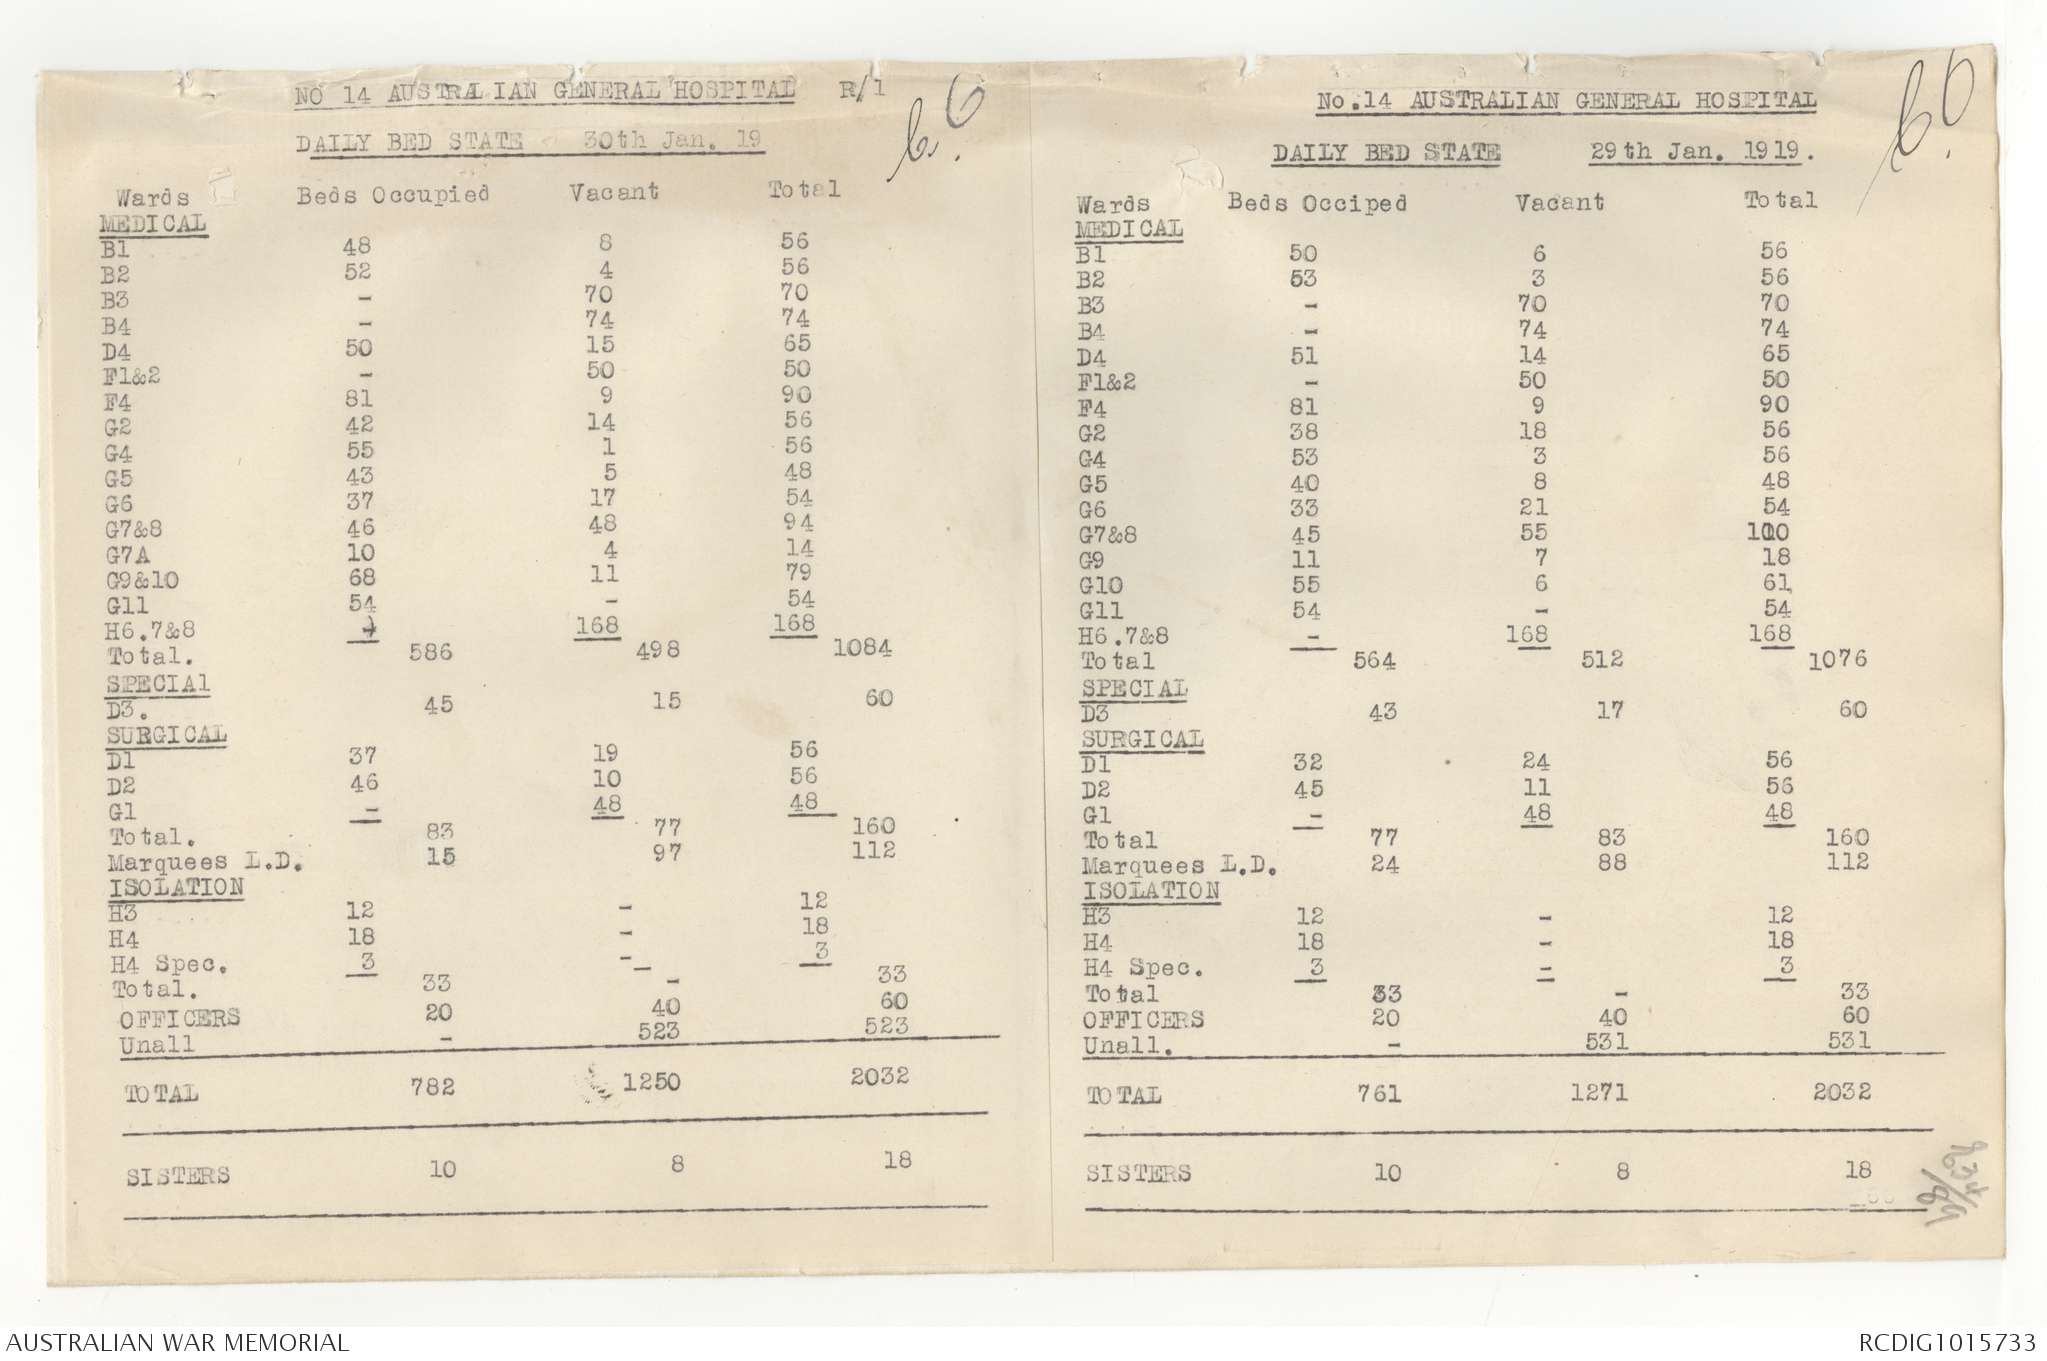 NO 14 AUSTRALIAN GENERAL HOSPITAL R/1
DAILY BED STATE 30th Jan. 19
Wards Beds Occupied Vacant Total
MEDICAL
B1 48 8 56
B2 52 4 56
B3 - 70 70
B4 - 74 74
D4 50 15 65
F1&2 - 50 50
F4 81 9 90
G2 42 14 56
G4 55 1 56
G5 43 5 48
G6 37 17 54
G7&8 46 48 94
G7A 10 4 14
G9&10 68 11 79
G11 54 - 54
H6.7&8 - 168 168
Total. 586 498 1084
SPECIAl
D3. 45 15 60
SURGICAL
D1 37 19 56
D2 46 10 56
G1 - 48 48
Total. 83 77 160
Marquees L.D. 15 97 112
ISOLATION
H3 12 - 12
H4 18 - 18
H4 Spec. 3 - 3
Total. 33 - 33
OFFICERS 20 40 60
Unall - 523 523
TOTAL 782 1250 2032
SISTERS 10 8 18
No.14 AUSTRALIAN GENERAL HOSPITAL
DAILY BED STATE 29th Jan. 1919.
Wards Beds Occiped Vacant Total
MEDICAL
B1 50 6 56
B2 53 3 56
B3 - 70 70
B4 - 74 74
D4 51 14 65
F1&2 - 50 50
F4 81 9 90
G2 38 18 56
G4 53 3 56
G5 40 8 48
G6 33 21 54
G7&8 45 55 100
G9 11 7 18
G10 55 6 61
G11 54 - 54
H6.7&8 - 168 168
Total 564 512 1076
SPECIAL
D3 43 17 60
SURGICAL
D1 32 24 56
D2 45 11 56
G1 - 48 48
Total 77 83 160
Marquees L.D. 24 88 112
ISOLATION
H3 12 - 12
H4 18 - 18
H4 Spec. 3 - 3
Total 33 - 33
OFFICERS 20 40 60
Unall. - 531 531
TOTAL 761 1271 2032
SISTERS 10 8 18
AUSTRALIAN WAR MEMORIAL RCDIG1015733